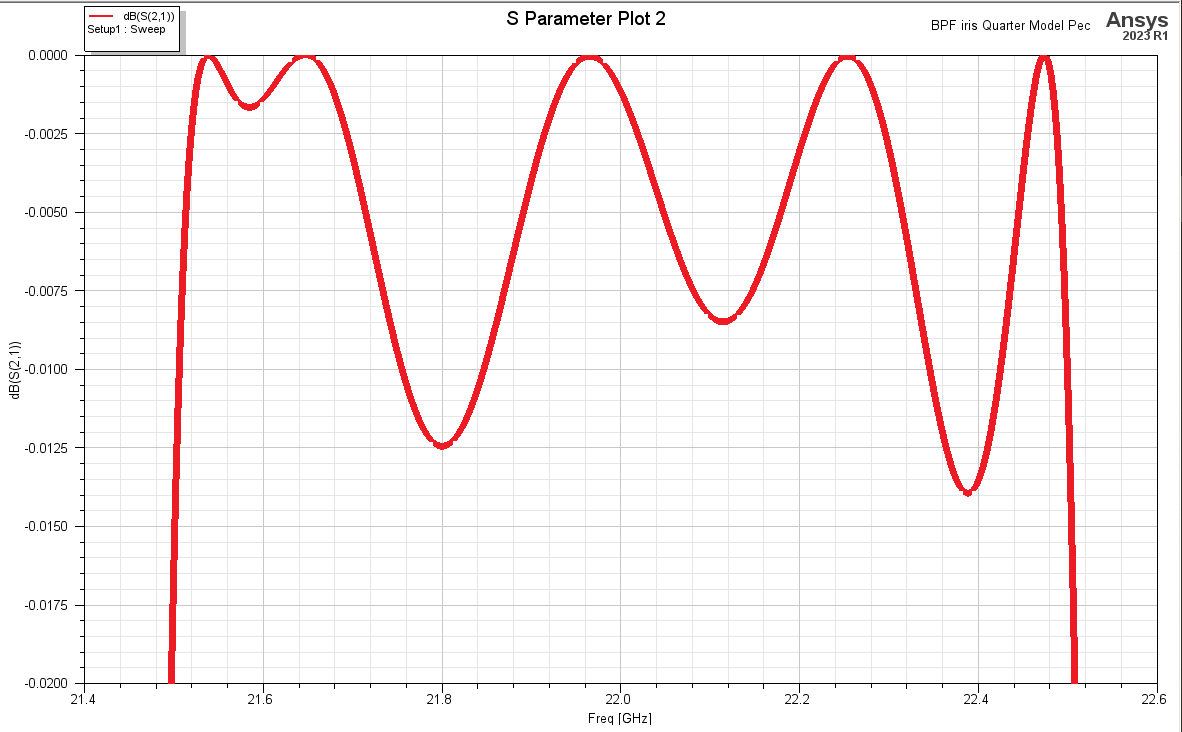 S Parameter Plot 2
dB(S(2,1))
Setup1 : Sweep
BPF iris Quarter Model Pec
Ansys
2023 R1
dB(S(2,1))
0.0000
-0.0025
-0.0050
-0.0075
-0.0100
-0.0125
-0.0150
-0.0175
-0.0200
21.4 21.6 21.8 22.0 22.2 22.4 22.6
Freq [GHz]